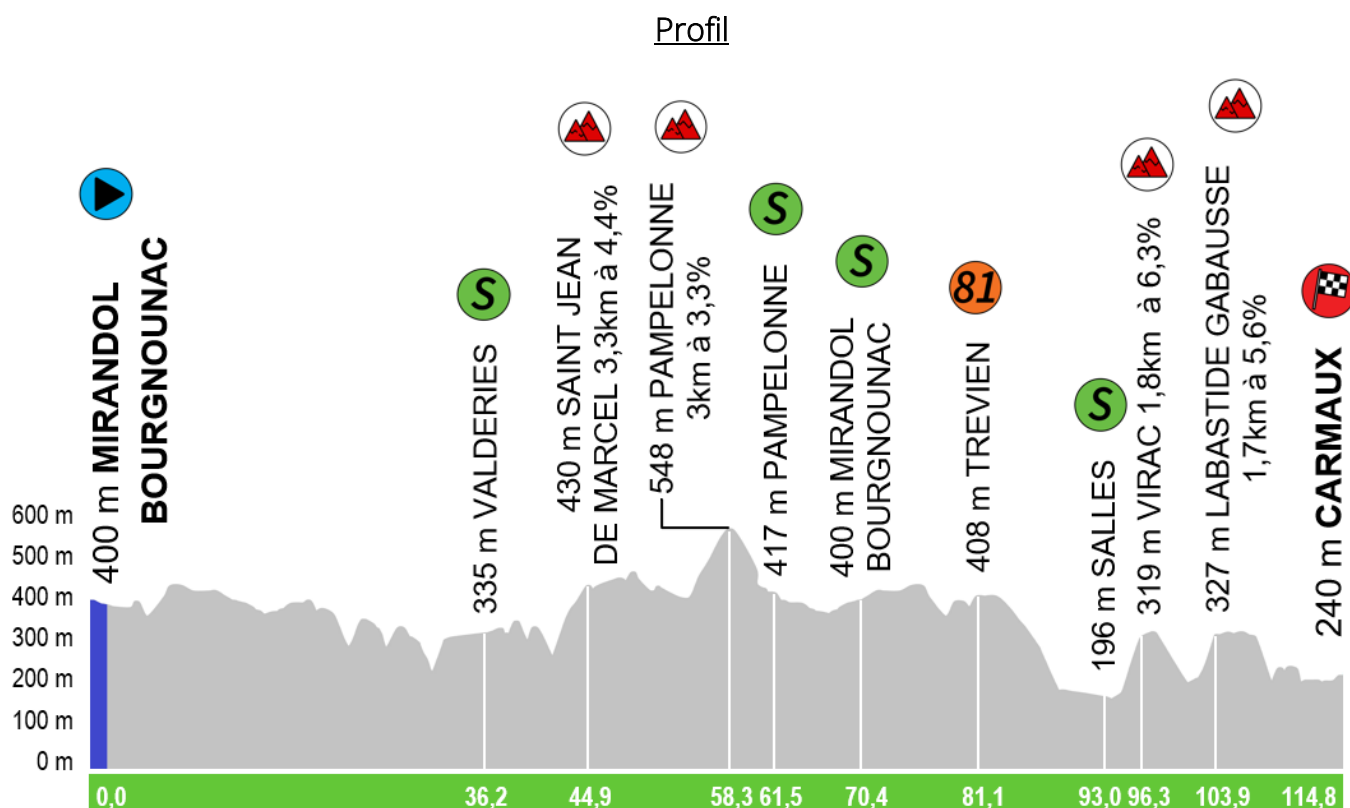 Profil
400 m MIRANDOL
BOURGNOUNAC
S
335 m VALDERIES
430 m SAINT JEAN
DE MARCEL 3,3km à 4,4%
548 m PAMPELONNE
3km à 3,3%
S
417 m PAMPELONNE
S
400 m MIRANDOL
BOURGNOUNAC
81
408 m TREVIEN
S
196 m SALLES
319 m VIRAC 1,8km à 6,3%
327 m LABASTIDE GABAUSSE
1,7km à 5,6%
240 m CARMAUX
600 m
500 m
400 m
300 m
200 m
100 m
0 m
0,0 36,2 44,9 58,3 61,5 70,4 81,1 93,0 96,3 103,9 114,8